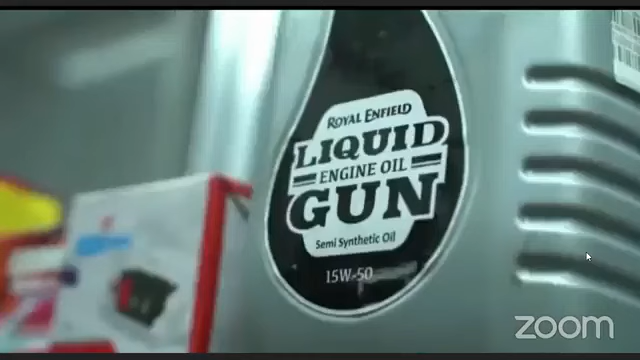 ROYAL ENFIELD
LIQUID
ENGINE OIL
GUN
Semi Synthetic Oil
15W-50
zoom